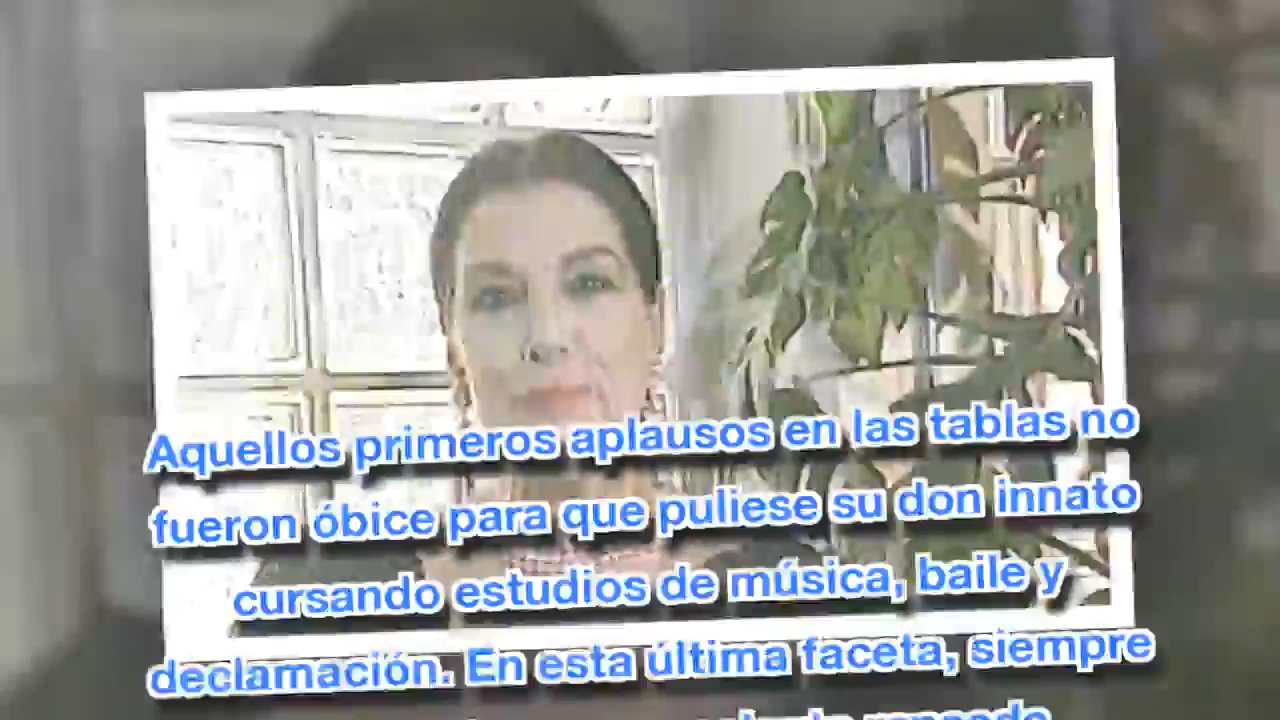 Aquellos primeros aplausos en las tablas no
fueron óbice para que puliese su don innato
cursando estudios de música, baile y
declamación. En esta última faceta, siempre